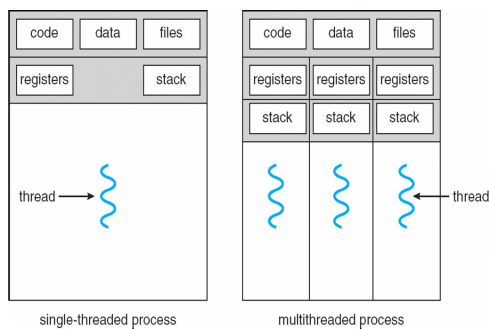 code data files
registers stack
thread
single-threaded process
code data files
registers registers registers
stack stack stack
thread
multithreaded process